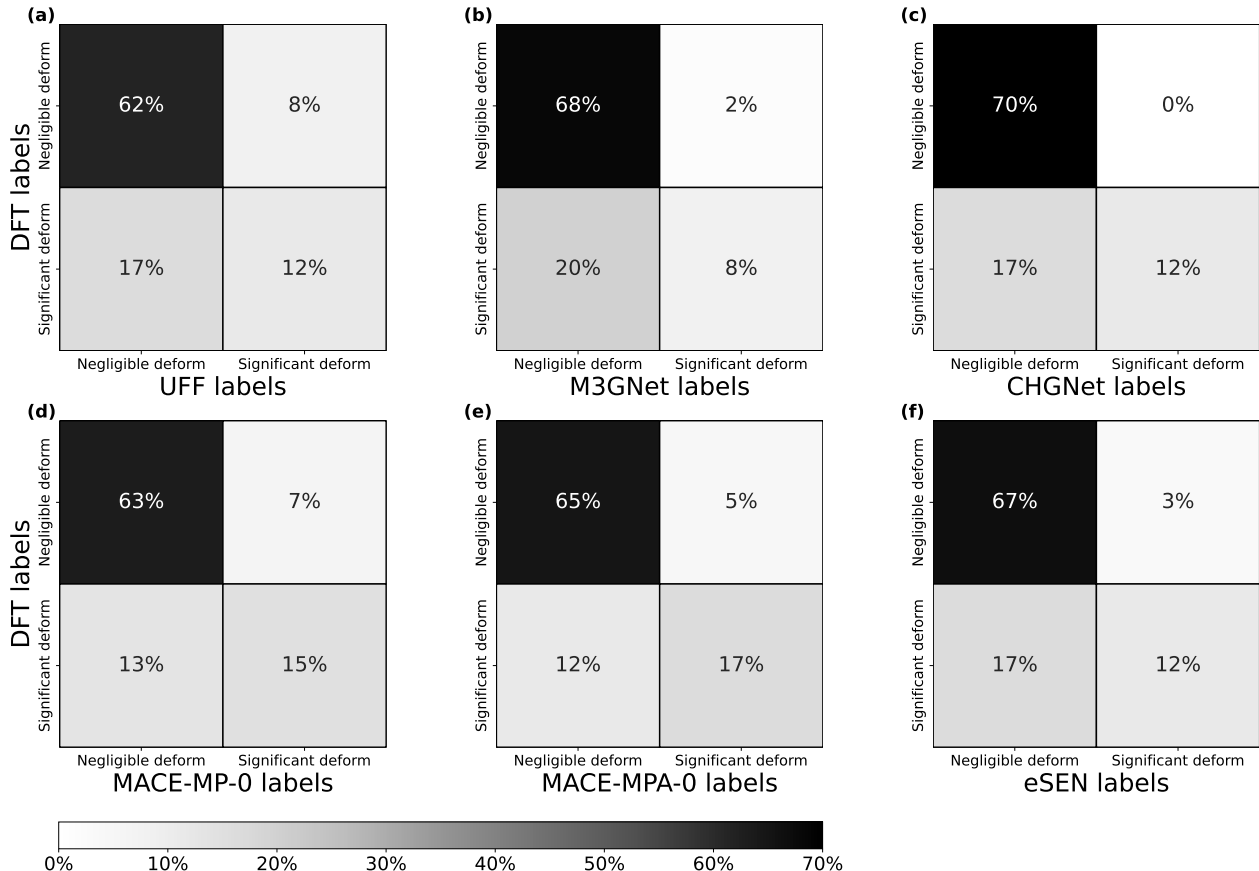 (a)
Negligible deform
62%
8%
DFT labels
Significant deform
17%
12%
Negligible deform
Significant deform
UFF labels
(b)
Negligible deform
68%
2%
Significant deform
20%
8%
Negligible deform
Significant deform
M3GNet labels
(c)
Negligible deform
70%
0%
Significant deform
17%
12%
Negligible deform
Significant deform
CHGNet labels
(d)
Negligible deform
63%
7%
DFT labels
Significant deform
13%
15%
Negligible deform
Significant deform
MACE-MP-0 labels
(e)
Negligible deform
65%
5%
Significant deform
12%
17%
Negligible deform
Significant deform
MACE-MPA-0 labels
(f)
Negligible deform
67%
3%
Significant deform
17%
12%
Negligible deform
Significant deform
eSEN labels
0% 10% 20% 30% 40% 50% 60% 70%